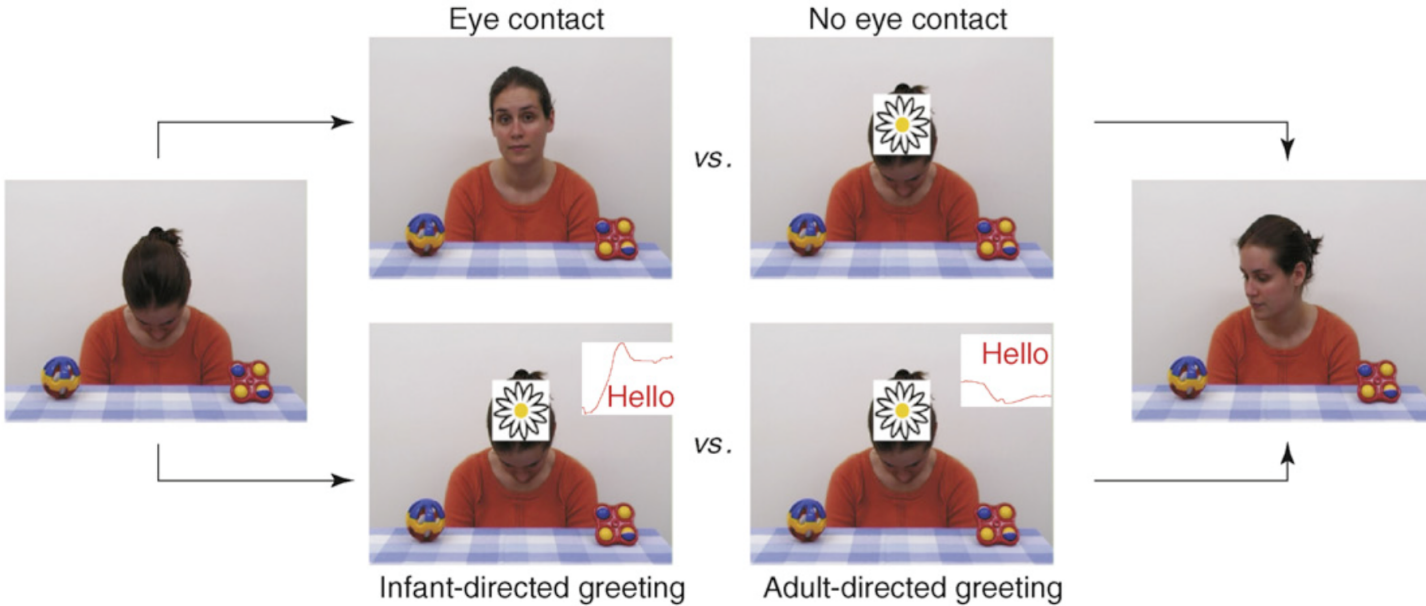 Eye contact
No eye contact
vs.
Hello
Hello
vs.
Infant-directed greeting
Adult-directed greeting